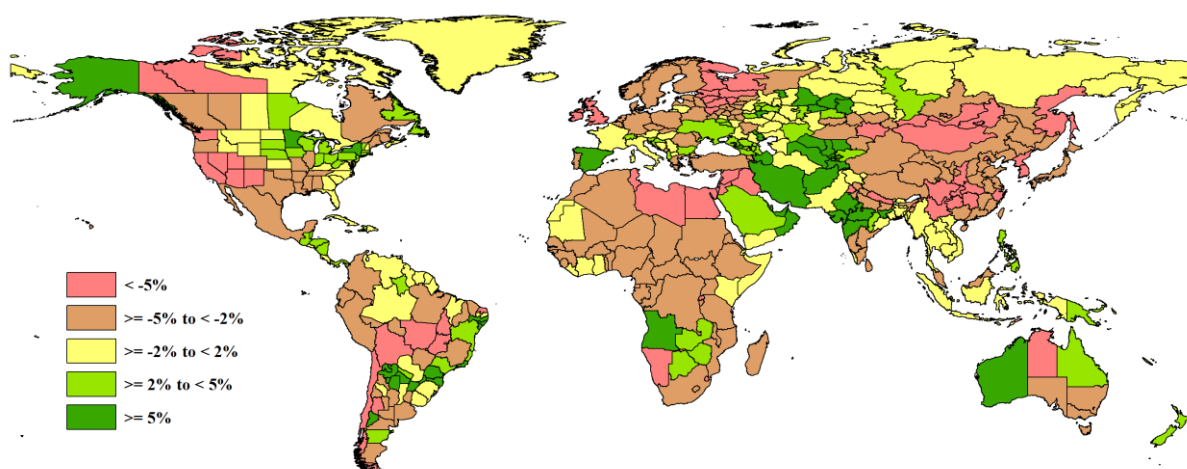 < -5%
>= -5% to < -2%
>= -2% to < 2%
>= 2% to < 5%
>= 5%